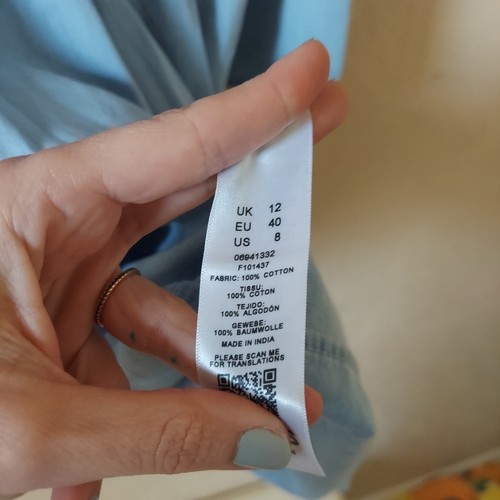 UK 12
EU 40
US 8
06941332
F101437
FABRIC: 100% COTTON
TISSU:
100% COTON
TEJIDO:
100% ALGODÓN
GEWEBE:
100% BAUMWOLLE
MADE IN INDIA
PLEASE SCAN ME
FOR TRANSLATIONS